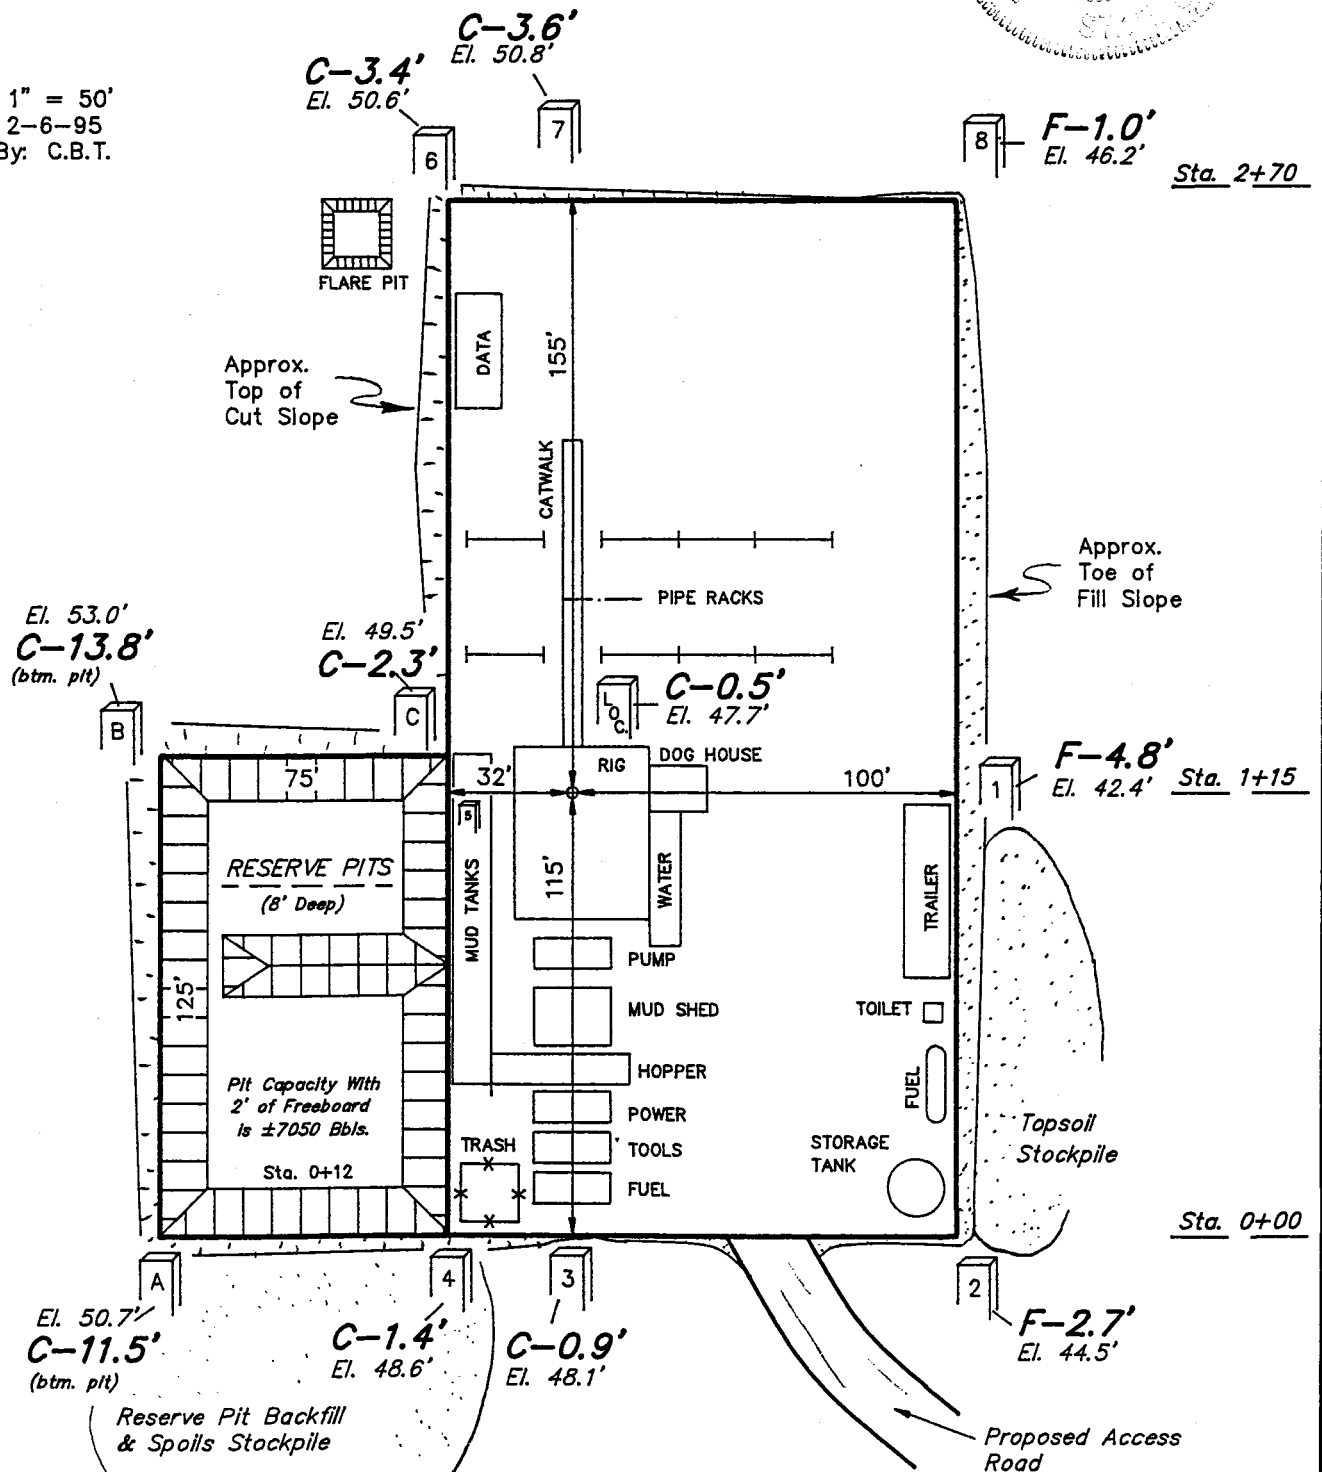 C-3.6'
El. 50.8'
C-3.4'
El. 50.6'
1" = 50'
2-6-95
By: C.B.T.
7
6
8
F-1.0'
El. 46.2'
Sta. 2+70
FLARE PIT
DATA
155'
Approx.
Top of
Cut Slope
CATWALK
Approx.
Toe of
Fill Slope
PIPE RACKS
El. 53.0'
C-13.8'
(btm. pit)
El. 49.5'
C-2.3'
LOC.
C-0.5'
El. 47.7'
B
C
RIG
DOG HOUSE
75'
32'
100'
1
F-4.8'
El. 42.4'
Sta. 1+15
5
RESERVE PITS
(8' Deep)
MUD TANKS
115'
WATER
TRAILER
125'
PUMP
MUD SHED
TOILET
HOPPER
FUEL
Pit Capacity With
2' of Freeboard
is ±7050 Bbls.
POWER
Topsoil
Stockpile
TRASH
TOOLS
STORAGE
TANK
Sta. 0+12
FUEL
Sta. 0+00
A
4
3
2
El. 50.7'
C-11.5'
(btm. pit)
C-1.4'
El. 48.6'
C-0.9'
El. 48.1'
F-2.7'
El. 44.5'
Reserve Pit Backfill
& Spoils Stockpile
Proposed Access
Road